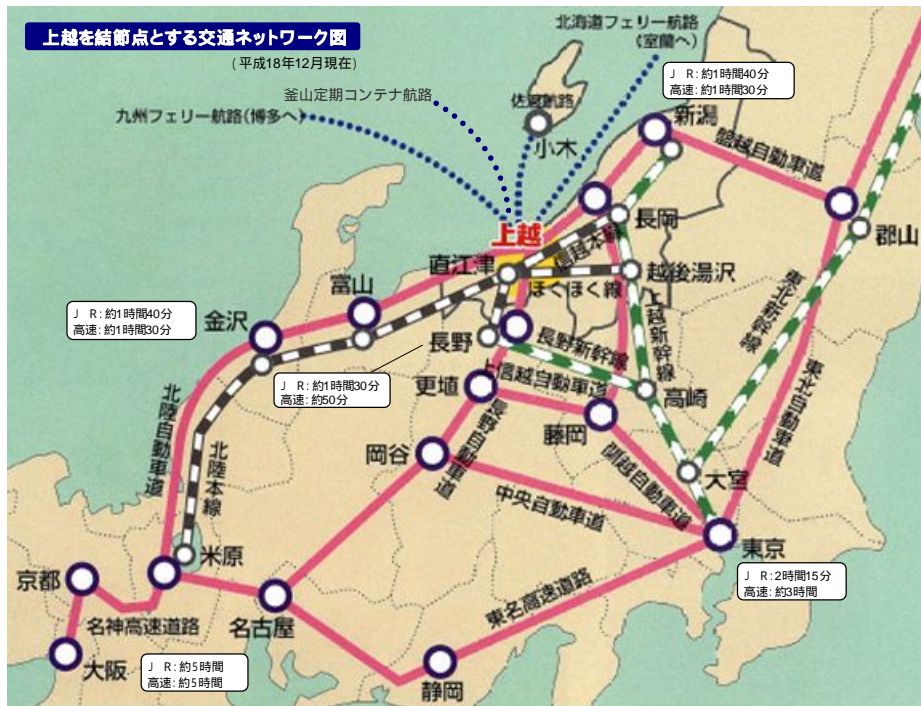 上越を結節点とする交通ネットワーク図
(平成18年12月現在)
北海道フェリー航路
(室蘭へ)
釜山定期コンテナ航路
九州フェリー航路(博多へ)
佐渡航路
小木
ＪＲ:約1時間40分
高速:約1時間30分
新潟
磐越自動車道
長岡
郡山
上越
信越本線
直江津
越後湯沢
ほくほく線
富山
金沢
ＪＲ:約1時間40分
高速:約1時間30分
長野
長野新幹線
上越新幹線
東北新幹線
東北自動車道
ＪＲ:約1時間30分
高速:約50分
更埴
上信越自動車道
高崎
藤岡
北陸自動車道
北陸本線
岡谷
長野自動車道
関越自動車道
大宮
中央自動車道
東京
ＪＲ:2時間15分
高速:約3時間
米原
京都
名古屋
東名高速道路
名神高速道路
大阪
ＪＲ:約5時間
高速:約5時間
静岡